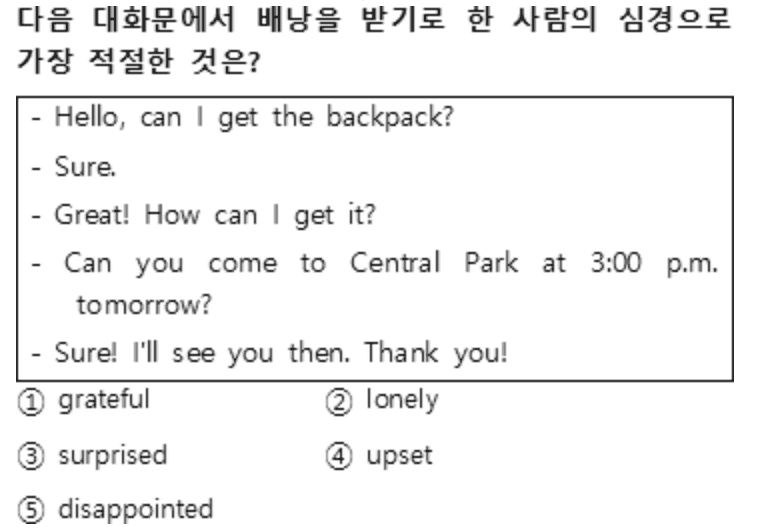 다음 대화문에서 배낭을 받기로 한 사람의 심경으로
가장 적절한 것은?
- Hello, can I get the backpack?
- Sure.
- Great! How can I get it?
- Can you come to Central Park at 3:00 p.m.
tomorrow?
- Sure! I'll see you then. Thank you!
① grateful ② lonely
③ surprised ④ upset
⑤ disappointed